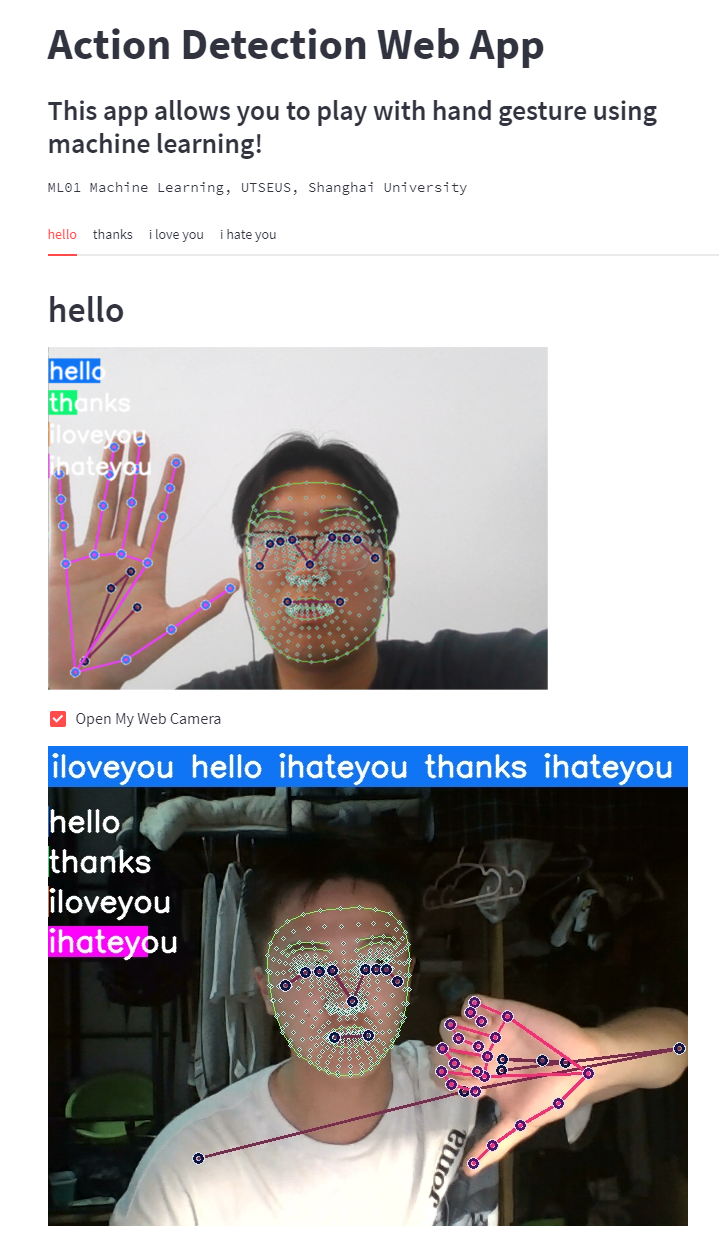 Action Detection Web App
This app allows you to play with hand gesture using
machine learning!
ML01 Machine Learning, UTSEUS, Shanghai University
hello thanks i love you i hate you
hello
hello
thanks
iloveyou
ihateyou
Open My Web Camera
iloveyou hello ihateyou thanks ihateyou
hello
thanks
iloveyou
ihateyou